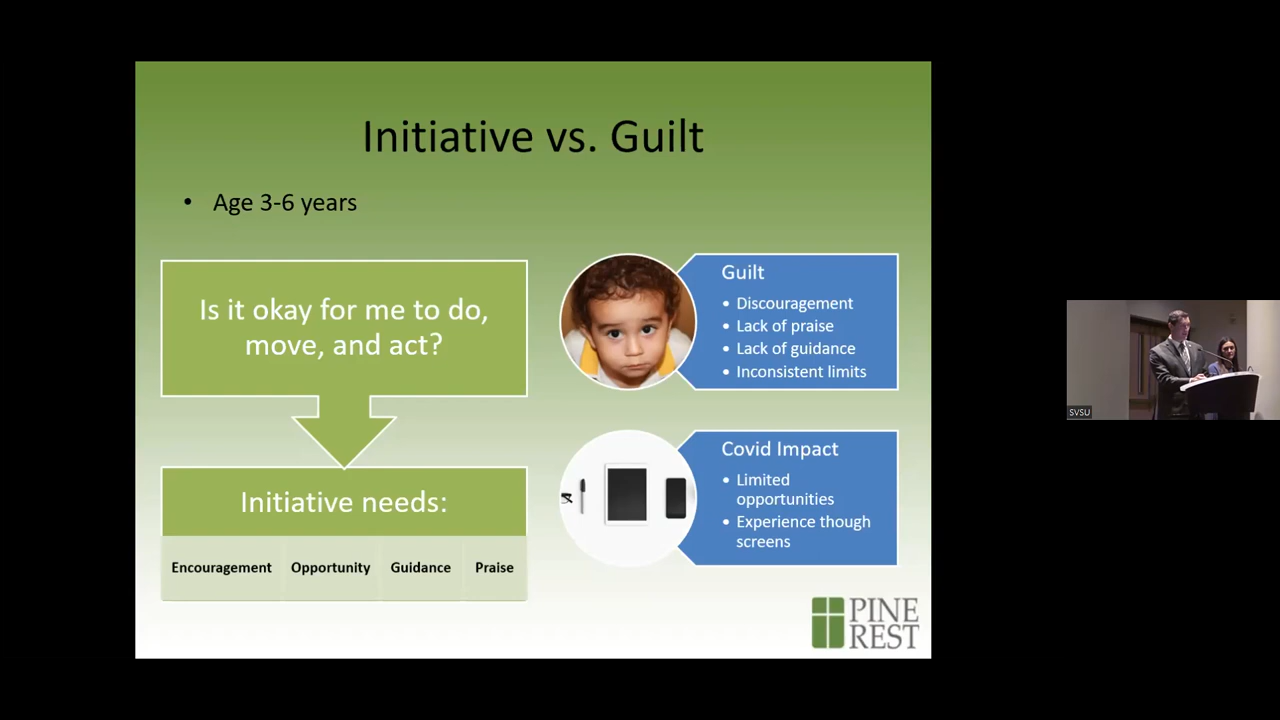 Initiative vs. Guilt
• Age 3-6 years
Is it okay for me to do,
move, and act?
Initiative needs:
Encouragement
Opportunity
Guidance
Praise
Guilt
• Discouragement
• Lack of praise
• Lack of guidance
• Inconsistent limits
Covid Impact
• Limited
opportunities
• Experience though
screens
PINE
REST
SVSU